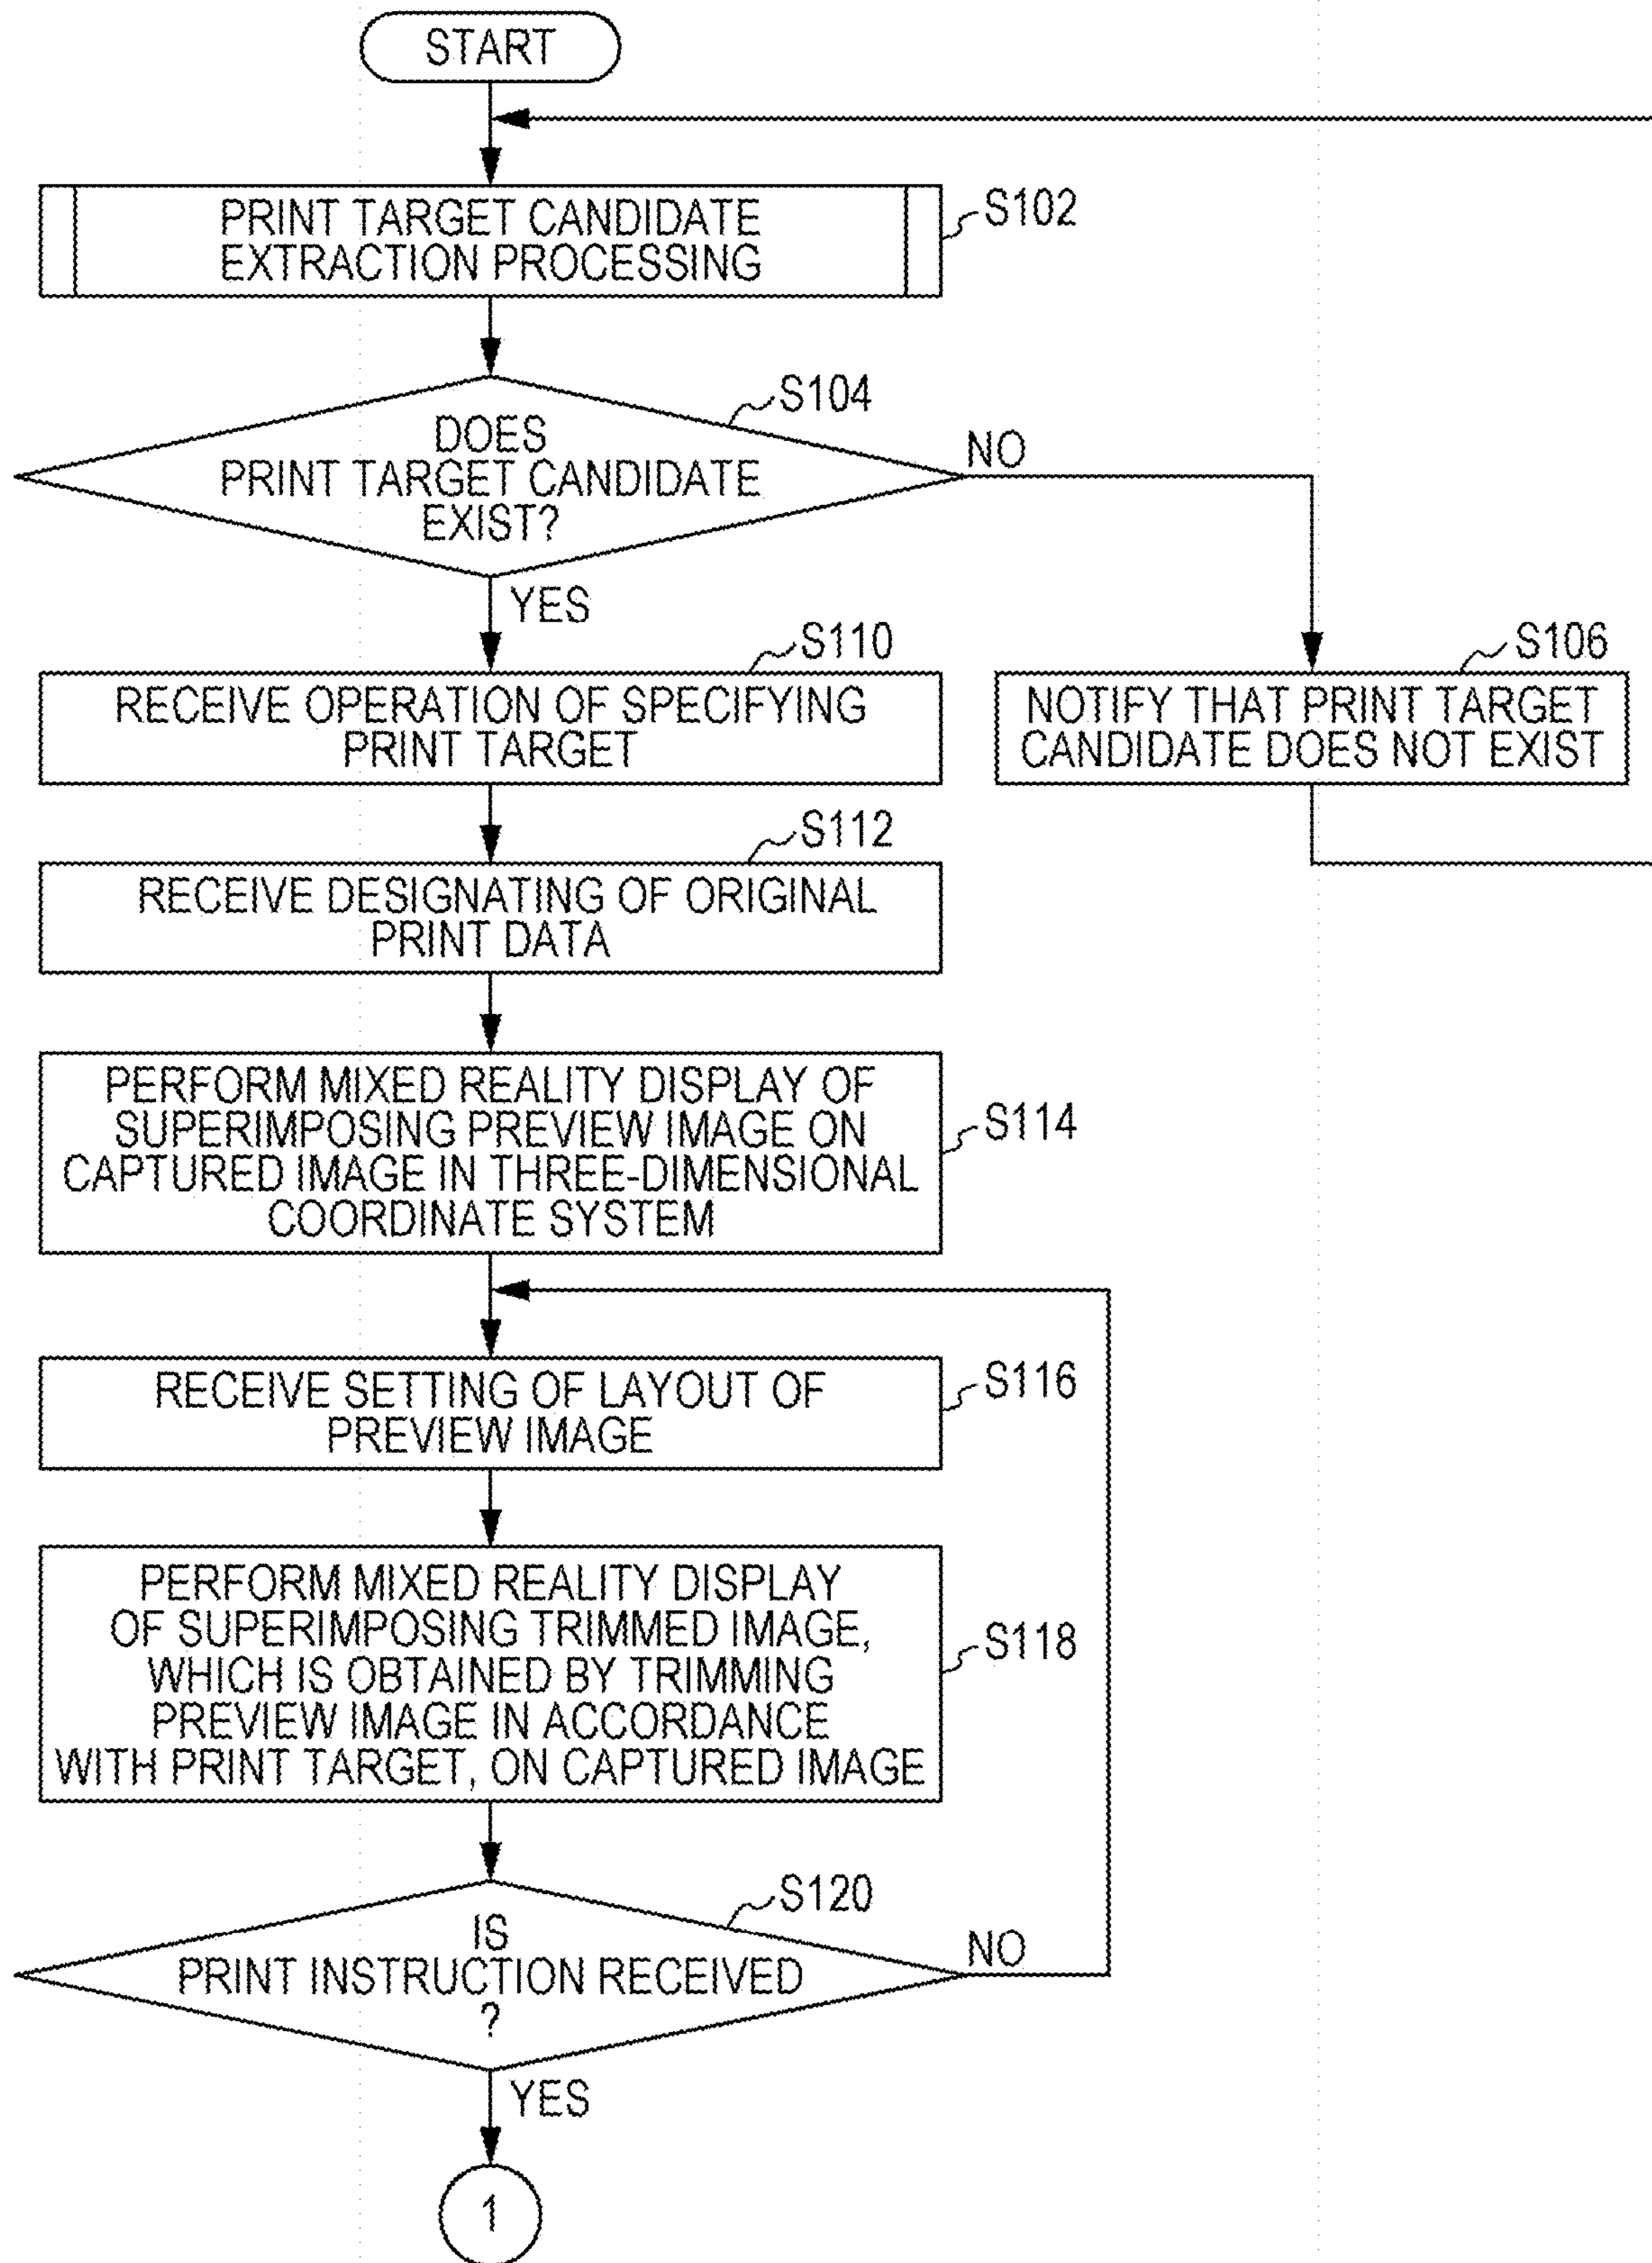 START
PRINT TARGET CANDIDATE
EXTRACTION PROCESSING
S102
S104
DOES
PRINT TARGET CANDIDATE
EXIST?
NO
YES
S110
RECEIVE OPERATION OF SPECIFYING
PRINT TARGET
S106
NOTIFY THAT PRINT TARGET
CANDIDATE DOES NOT EXIST
S112
RECEIVE DESIGNATING OF ORIGINAL
PRINT DATA
PERFORM MIXED REALITY DISPLAY OF
SUPERIMPOSING PREVIEW IMAGE ON
CAPTURED IMAGE IN THREE-DIMENSIONAL
COORDINATE SYSTEM
S114
RECEIVE SETTING OF LAYOUT OF
PREVIEW IMAGE
S116
PERFORM MIXED REALITY DISPLAY
OF SUPERIMPOSING TRIMMED IMAGE,
WHICH IS OBTAINED BY TRIMMING
PREVIEW IMAGE IN ACCORDANCE
WITH PRINT TARGET, ON CAPTURED IMAGE
S118
S120
IS
PRINT INSTRUCTION RECEIVED
?
NO
YES
1